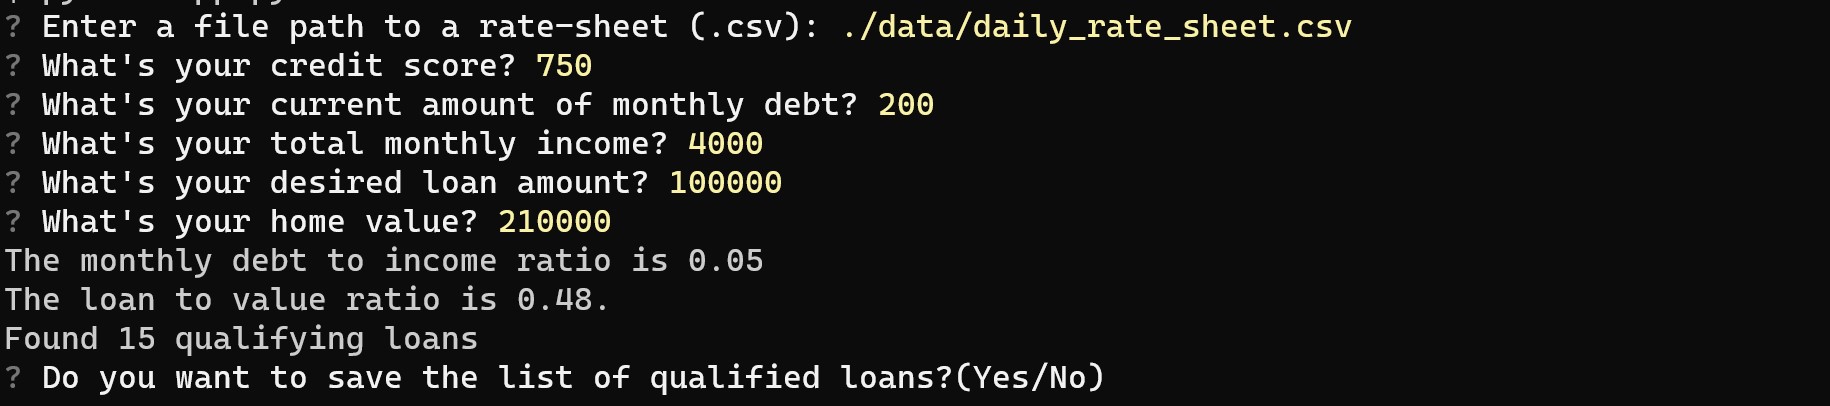 ? Enter a file path to a rate-sheet (.csv): ./data/daily_rate_sheet.csv
? What's your credit score? 750
? What's your current amount of monthly debt? 200
? What's your total monthly income? 4000
? What's your desired loan amount? 100000
? What's your home value? 210000
The monthly debt to income ratio is 0.05
The loan to value ratio is 0.48.
Found 15 qualifying loans
? Do you want to save the list of qualified loans?(Yes/No)